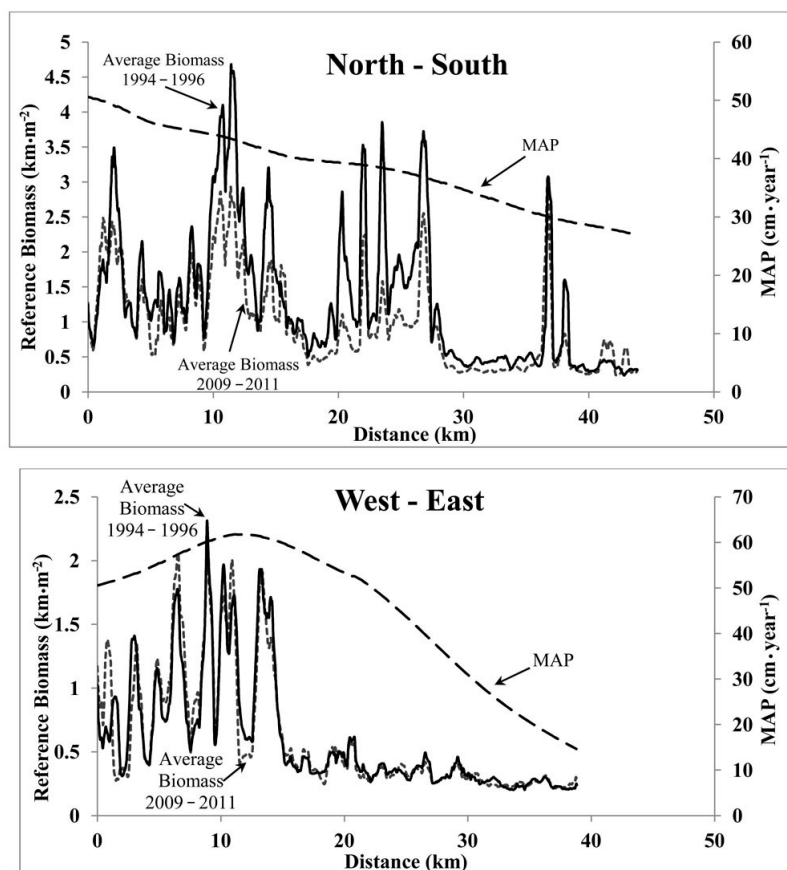 North - South
Average Biomass
1994 – 1996
MAP
Average Biomass
2009 – 2011
Reference Biomass (km·m⁻²)
5
4.5
4
3.5
3
2.5
2
1.5
1
0.5
0
MAP (cm·year⁻¹)
60
50
40
30
20
10
0
0 10 20 30 40 50
Distance (km)
West - East
Average
Biomass
1994 – 1996
MAP
Average
Biomass
2009 – 2011
Reference Biomass (km·m⁻²)
2.5
2
1.5
1
0.5
0
MAP (cm·year⁻¹)
70
60
50
40
30
20
10
0
0 10 20 30 40 50
Distance (km)